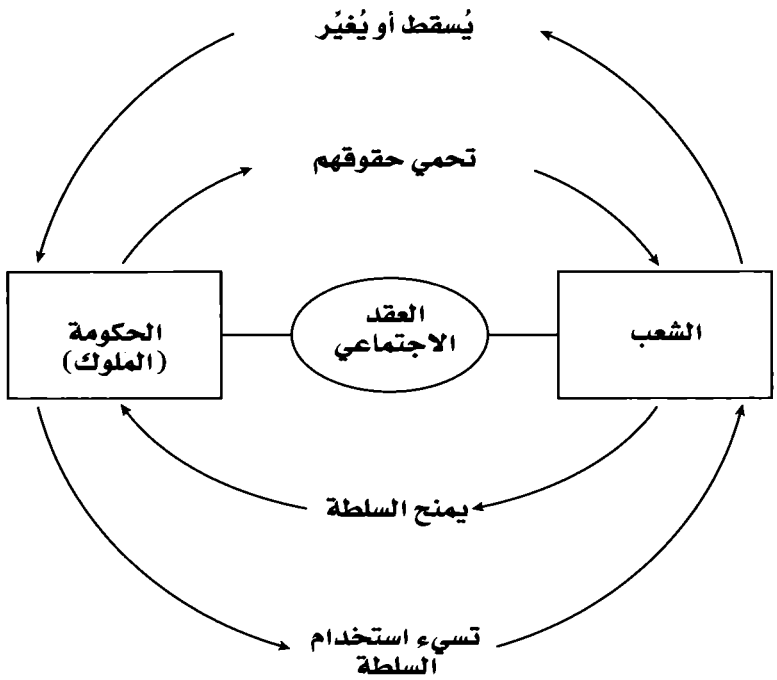 يُسقط أو يُغيِّر
تحمي حقوقهم
الشعب
العقد
الاجتماعي
الحكومة
(الملوك)
يمنح السلطة
تسيء استخدام
السلطة